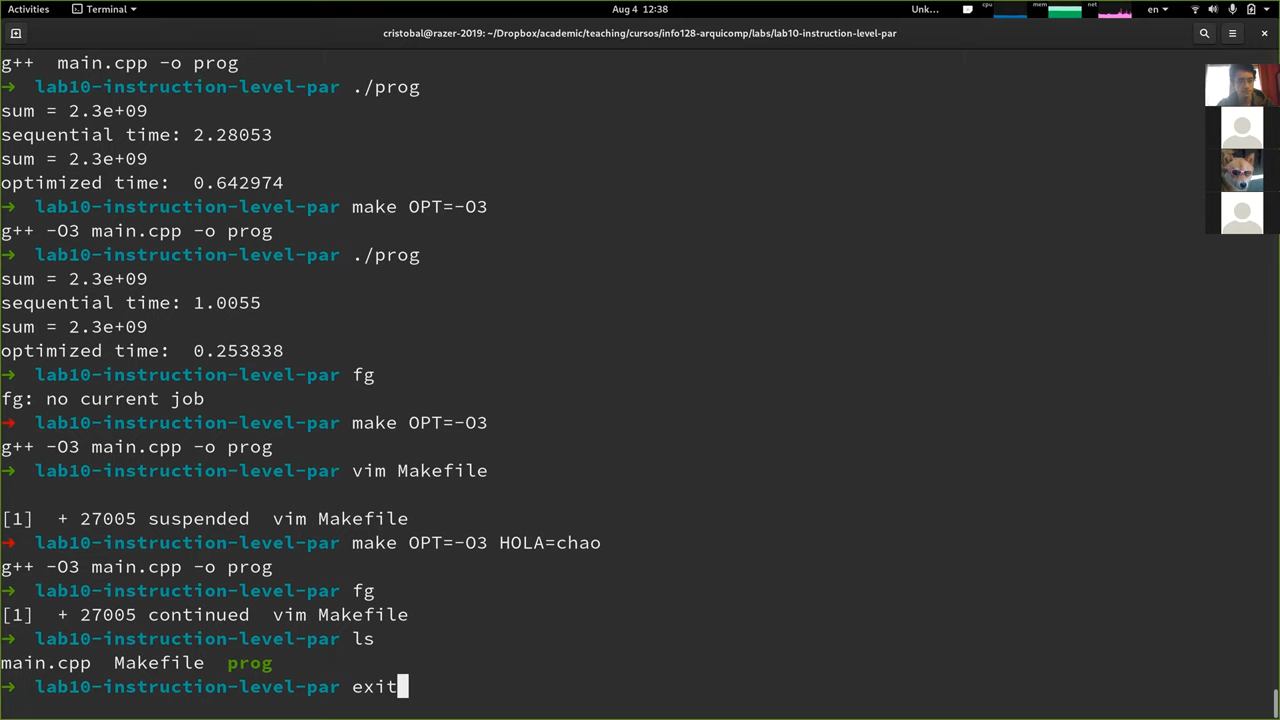 Activities Terminal Aug 4 12:38 Unk... cpu mem net en
cristobal@razer-2019: ~/Dropbox/academic/teaching/cursos/info128-arquicomp/labs/lab10-instruction-level-par
g++  main.cpp -o prog
→  lab10-instruction-level-par ./prog
sum = 2.3e+09
sequential time: 2.28053
sum = 2.3e+09
optimized time:  0.642974
→  lab10-instruction-level-par make OPT=-O3
g++ -O3 main.cpp -o prog
→  lab10-instruction-level-par ./prog
sum = 2.3e+09
sequential time: 1.0055
sum = 2.3e+09
optimized time:  0.253838
→  lab10-instruction-level-par fg
fg: no current job
→  lab10-instruction-level-par make OPT=-O3
g++ -O3 main.cpp -o prog
→  lab10-instruction-level-par vim Makefile
[1]  + 27005 suspended  vim Makefile
→  lab10-instruction-level-par make OPT=-O3 HOLA=chao
g++ -O3 main.cpp -o prog
→  lab10-instruction-level-par fg
[1]  + 27005 continued  vim Makefile
→  lab10-instruction-level-par ls
main.cpp  Makefile  prog
→  lab10-instruction-level-par exit